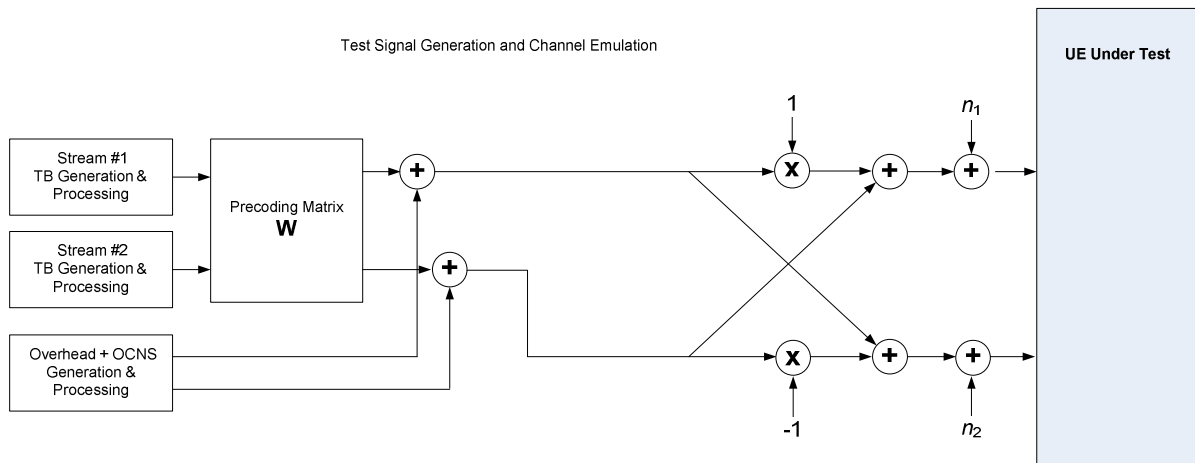 Test Signal Generation and Channel Emulation
UE Under Test
1
n1
Stream #1
TB Generation &
Processing
+
x
+
+
Precoding Matrix
W
Stream #2
TB Generation &
Processing
+
Overhead + OCNS
Generation &
Processing
x
+
+
-1
n2